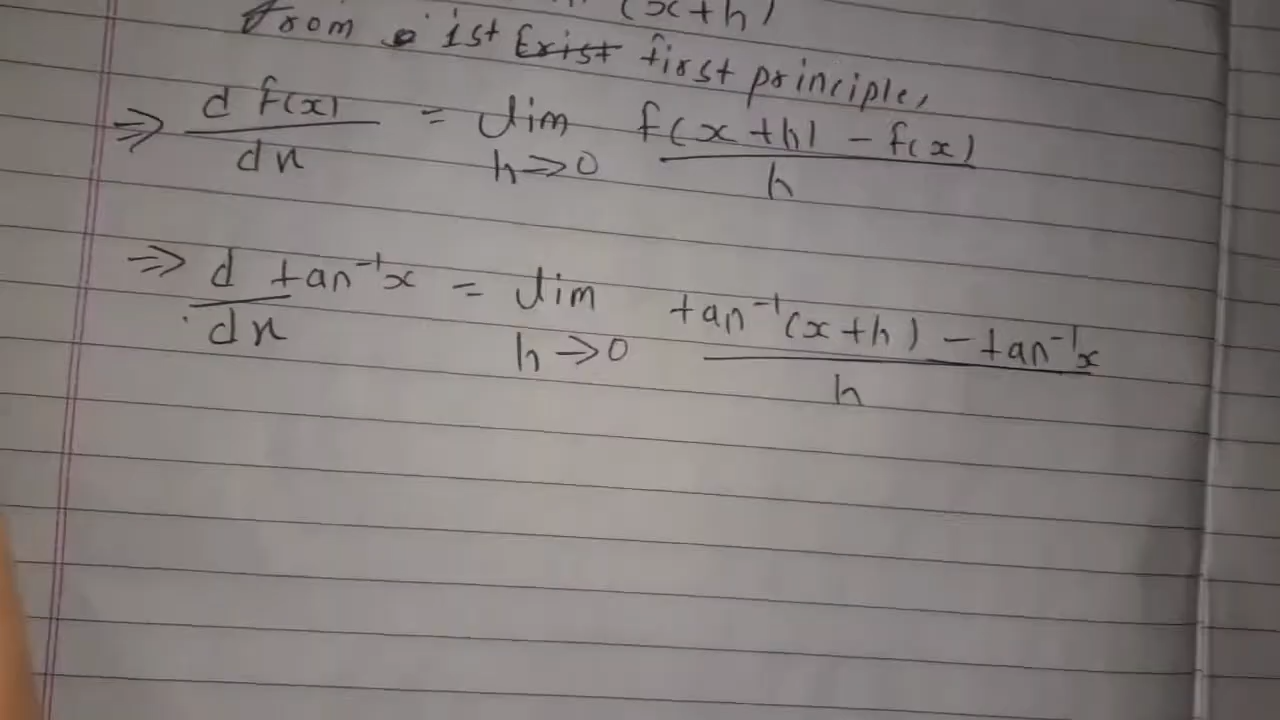 (x+h)
From 1st Exist first principle,
⇒ d f(x)/dx = lim h→0 f(x+h) - f(x)/h
⇒ d/dx tan⁻¹x = lim h→0 tan⁻¹(x+h) - tan⁻¹x/h